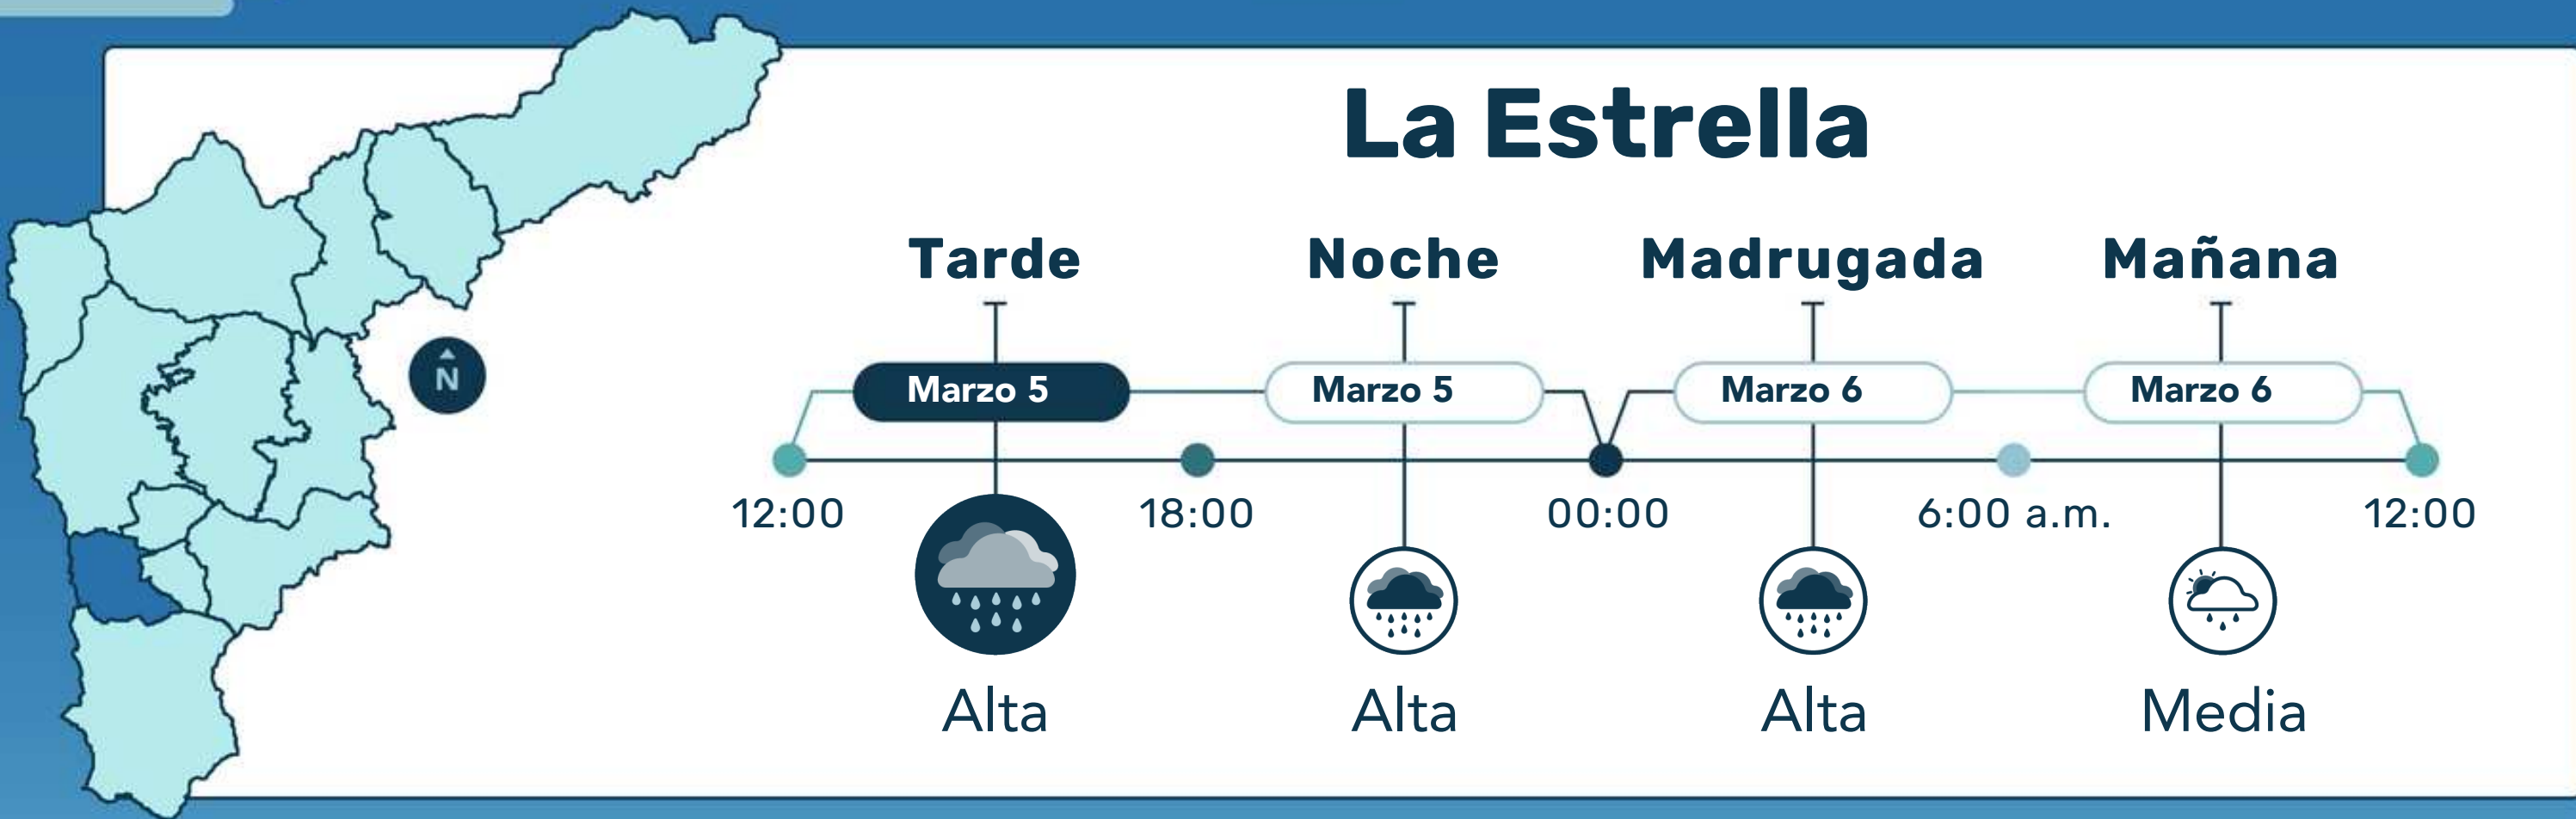 La Estrella
Tarde Noche Madrugada Mañana
Marzo 5 Marzo 5 Marzo 6 Marzo 6
N
12:00 18:00 00:00 6:00 a.m. 12:00
Alta Alta Alta Media